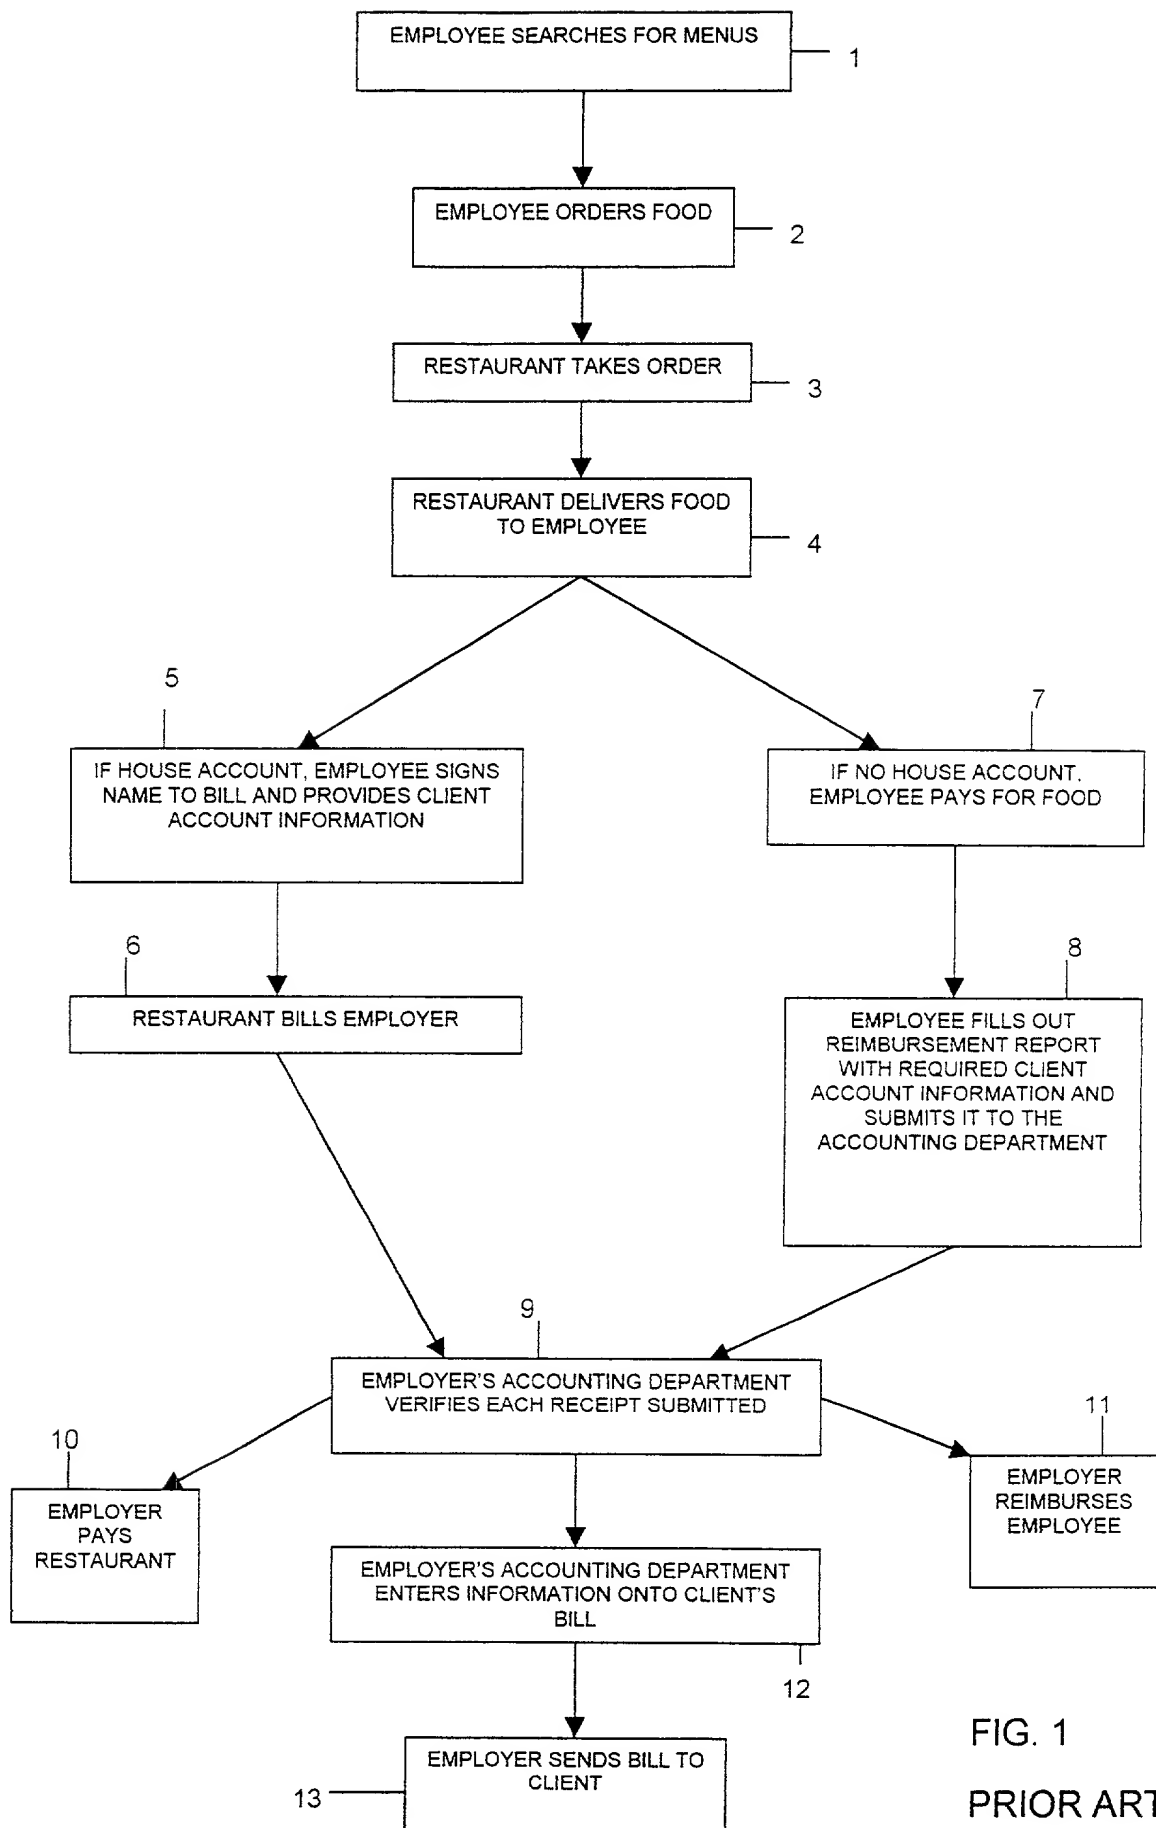 EMPLOYEE SEARCHES FOR MENUS
1
EMPLOYEE ORDERS FOOD
2
RESTAURANT TAKES ORDER
3
RESTAURANT DELIVERS FOOD
TO EMPLOYEE
4
5
IF HOUSE ACCOUNT, EMPLOYEE SIGNS
NAME TO BILL AND PROVIDES CLIENT
ACCOUNT INFORMATION
7
IF NO HOUSE ACCOUNT.
EMPLOYEE PAYS FOR FOOD
6
RESTAURANT BILLS EMPLOYER
8
EMPLOYEE FILLS OUT
REIMBURSEMENT REPORT
WITH REQUIRED CLIENT
ACCOUNT INFORMATION AND
SUBMITS IT TO THE
ACCOUNTING DEPARTMENT
9
EMPLOYER'S ACCOUNTING DEPARTMENT
VERIFIES EACH RECEIPT SUBMITTED
10
EMPLOYER
PAYS
RESTAURANT
11
EMPLOYER
REIMBURSES
EMPLOYEE
EMPLOYER'S ACCOUNTING DEPARTMENT
ENTERS INFORMATION ONTO CLIENT'S
BILL
12
EMPLOYER SENDS BILL TO
CLIENT
13
FIG. 1
PRIOR ART